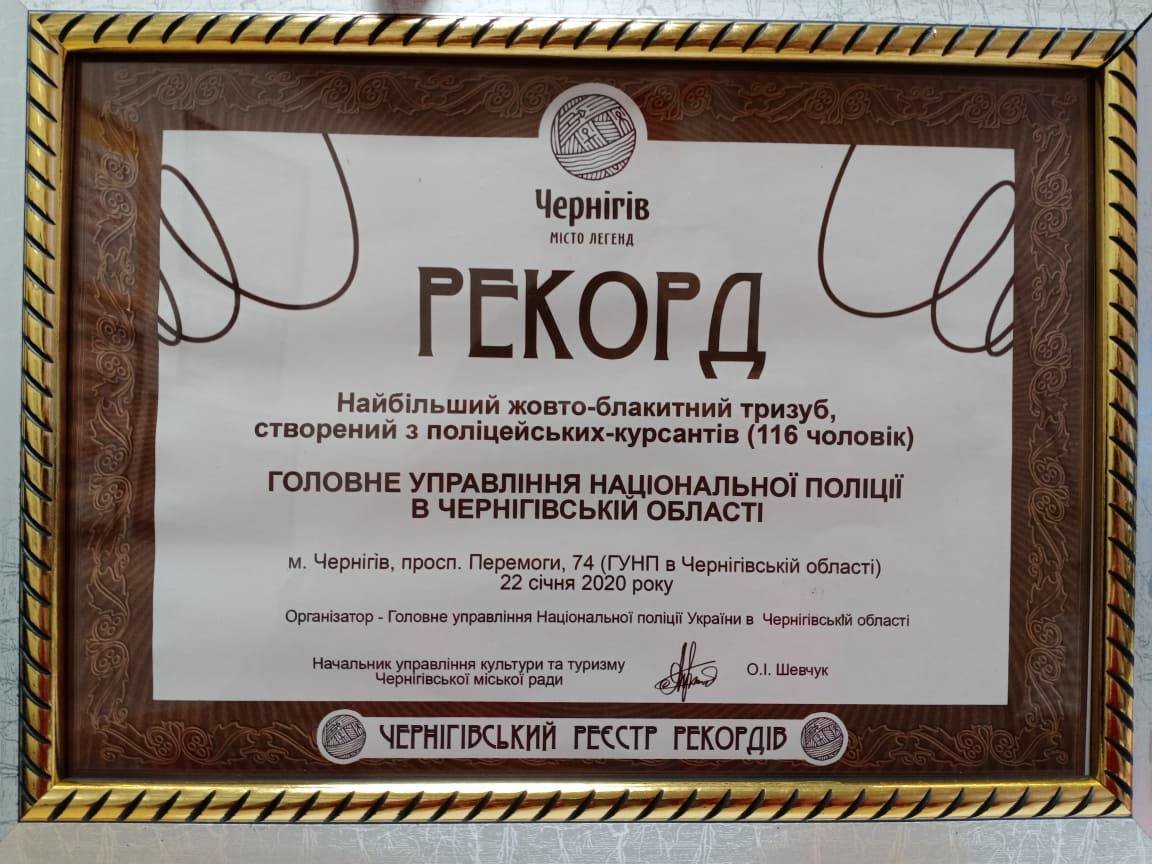 Чернігів
МІСТО ЛЕГЕНД
РЕКОРД
Найбільший жовто-блакитний тризуб,
створений з поліцейських-курсантів (116 чоловік)
ГОЛОВНЕ УПРАВЛІННЯ НАЦІОНАЛЬНОЇ ПОЛІЦІЇ
В ЧЕРНІГІВСЬКІЙ ОБЛАСТІ
м. Чернігів, просп. Перемоги, 74 (ГУНП в Чернігівській області)
22 січня 2020 року
Організатор - Головне управління Національної поліції України в Чернігівській області
Начальник управління культури та туризму
Чернігівської міської ради
О.І. Шевчук
ЧЕРНІГІВСЬКИЙ РЕЄСТР РЕКОРДІВ